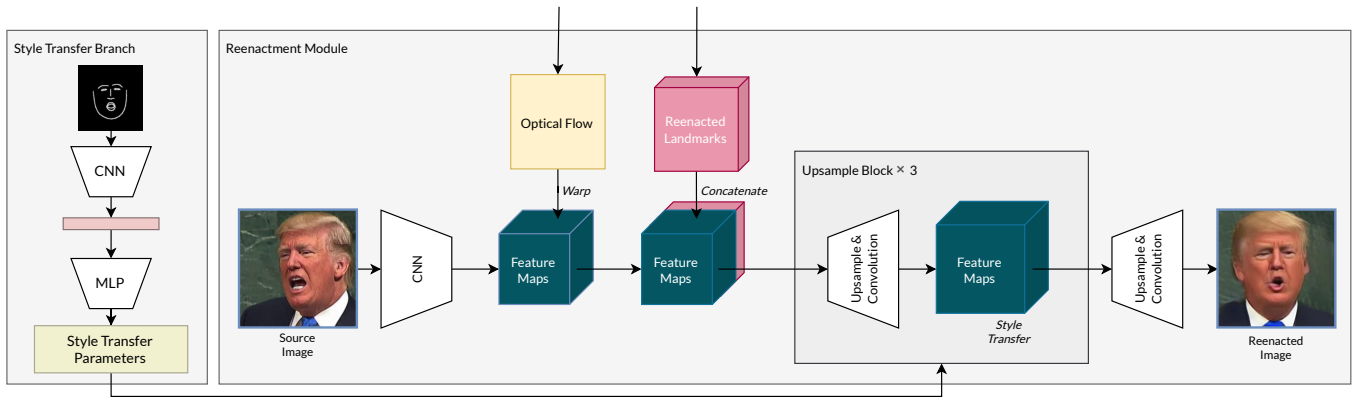 Style Transfer Branch
CNN
MLP
Style Transfer
Parameters
Reenactment Module
Optical Flow
Reenacted
Landmarks
Warp
Concatenate
Source
Image
CNN
Feature
Maps
Feature
Maps
Upsample Block × 3
Upsample &
Convolution
Feature
Maps
Style
Transfer
Upsample &
Convolution
Reenacted
Image